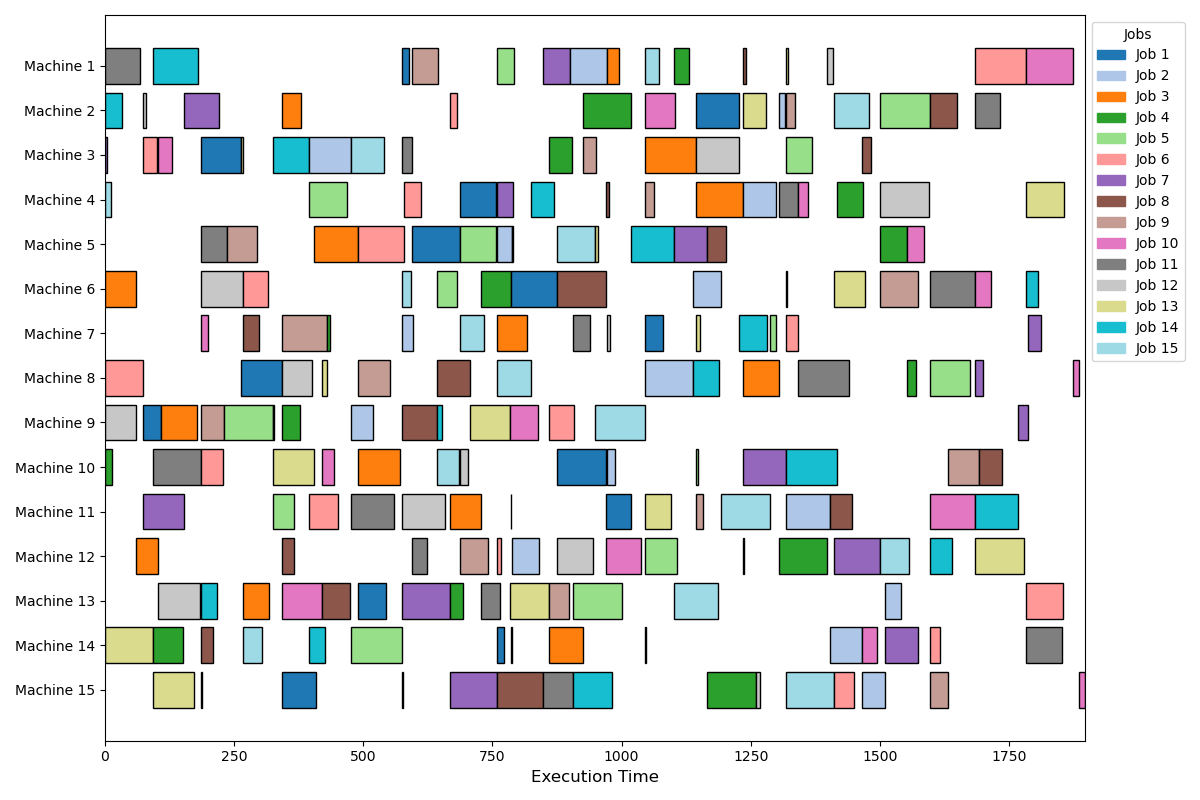 Machine 1
Machine 2
Machine 3
Machine 4
Machine 5
Machine 6
Machine 7
Machine 8
Machine 9
Machine 10
Machine 11
Machine 12
Machine 13
Machine 14
Machine 15
0 250 500 750 1000 1250 1500 1750
Execution Time
Jobs
Job 1
Job 2
Job 3
Job 4
Job 5
Job 6
Job 7
Job 8
Job 9
Job 10
Job 11
Job 12
Job 13
Job 14
Job 15